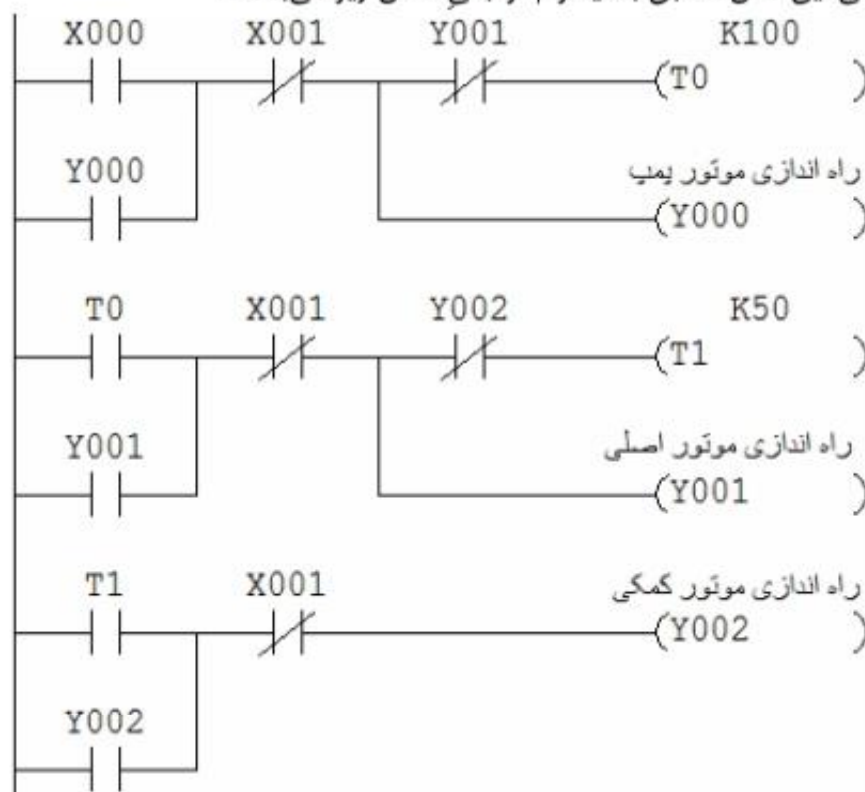 X000 X001 Y001 K100
(T0 )
Y000
راه اندازی موتور پمپ
(Y000 )
T0 X001 Y002 K50
(T1 )
Y001
راه اندازی موتور اصلی
(Y001 )
T1 X001
راه اندازی موتور کمکی
(Y002 )
Y002